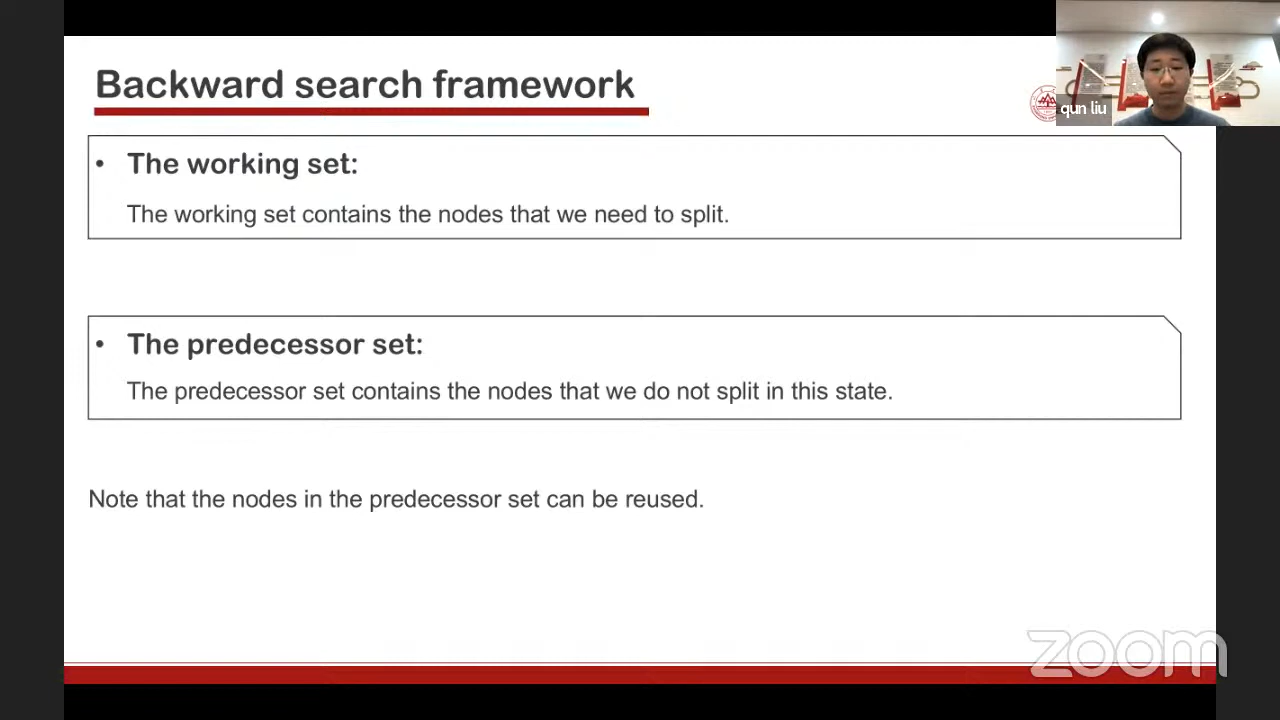 Backward search framework
qun liu
• The working set:
The working set contains the nodes that we need to split.
• The predecessor set:
The predecessor set contains the nodes that we do not split in this state.
Note that the nodes in the predecessor set can be reused.
zoom